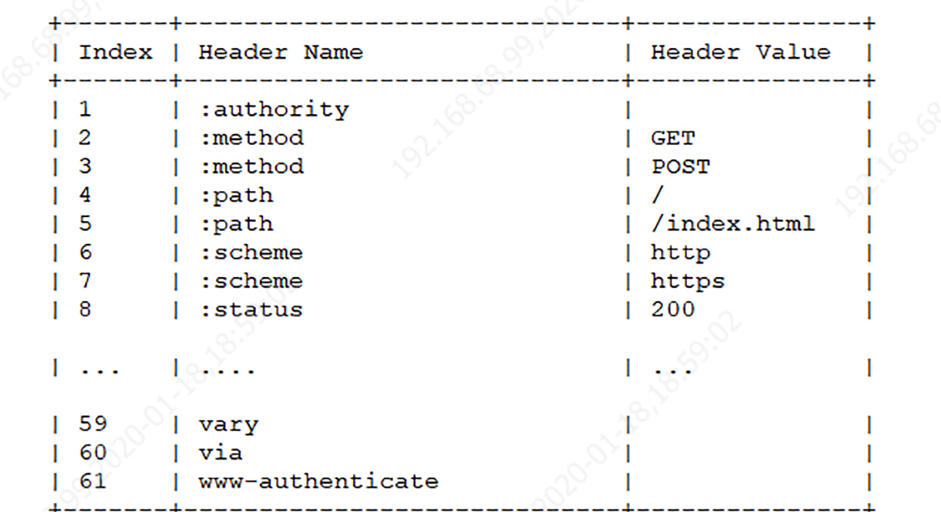 +-------+-----------------------------+---------------+
| Index | Header Name | Header Value |
+-------+-----------------------------+---------------+
| 1 | :authority | |
| 2 | :method | GET |
| 3 | :method | POST |
| 4 | :path | / |
| 5 | :path | /index.html |
| 6 | :scheme | http |
| 7 | :scheme | https |
| 8 | :status | 200 |
| ... | .... | ... |
| 59 | vary | |
| 60 | via | |
| 61 | www-authenticate | |
+-------+-----------------------------+---------------+
192.168.68.99,2020-01-18,18:59:02